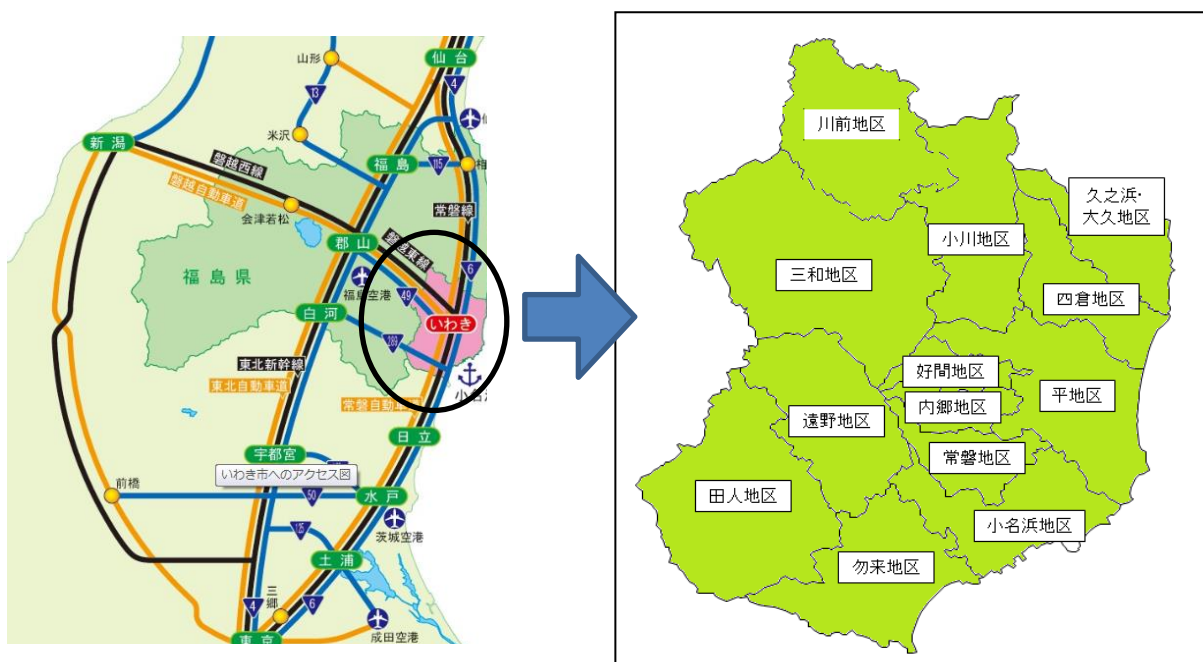 山形
仙台
4
13
新潟
米沢
福島
115
磐越西線
磐越自動車道
常磐線
会津若松
郡山
磐越東線
6
福島県
福島空港
49
白河
いわき
289
東北新幹線
東北自動車道
常磐自動車道
日立
宇都宮
いわき市へのアクセス図
前橋
50
水戸
茨城空港
125
土浦
三郷
4
6
東京
成田空港
川前地区
久之浜・
大久地区
小川地区
三和地区
四倉地区
好間地区
平地区
内郷地区
遠野地区
常磐地区
田人地区
小名浜地区
勿来地区